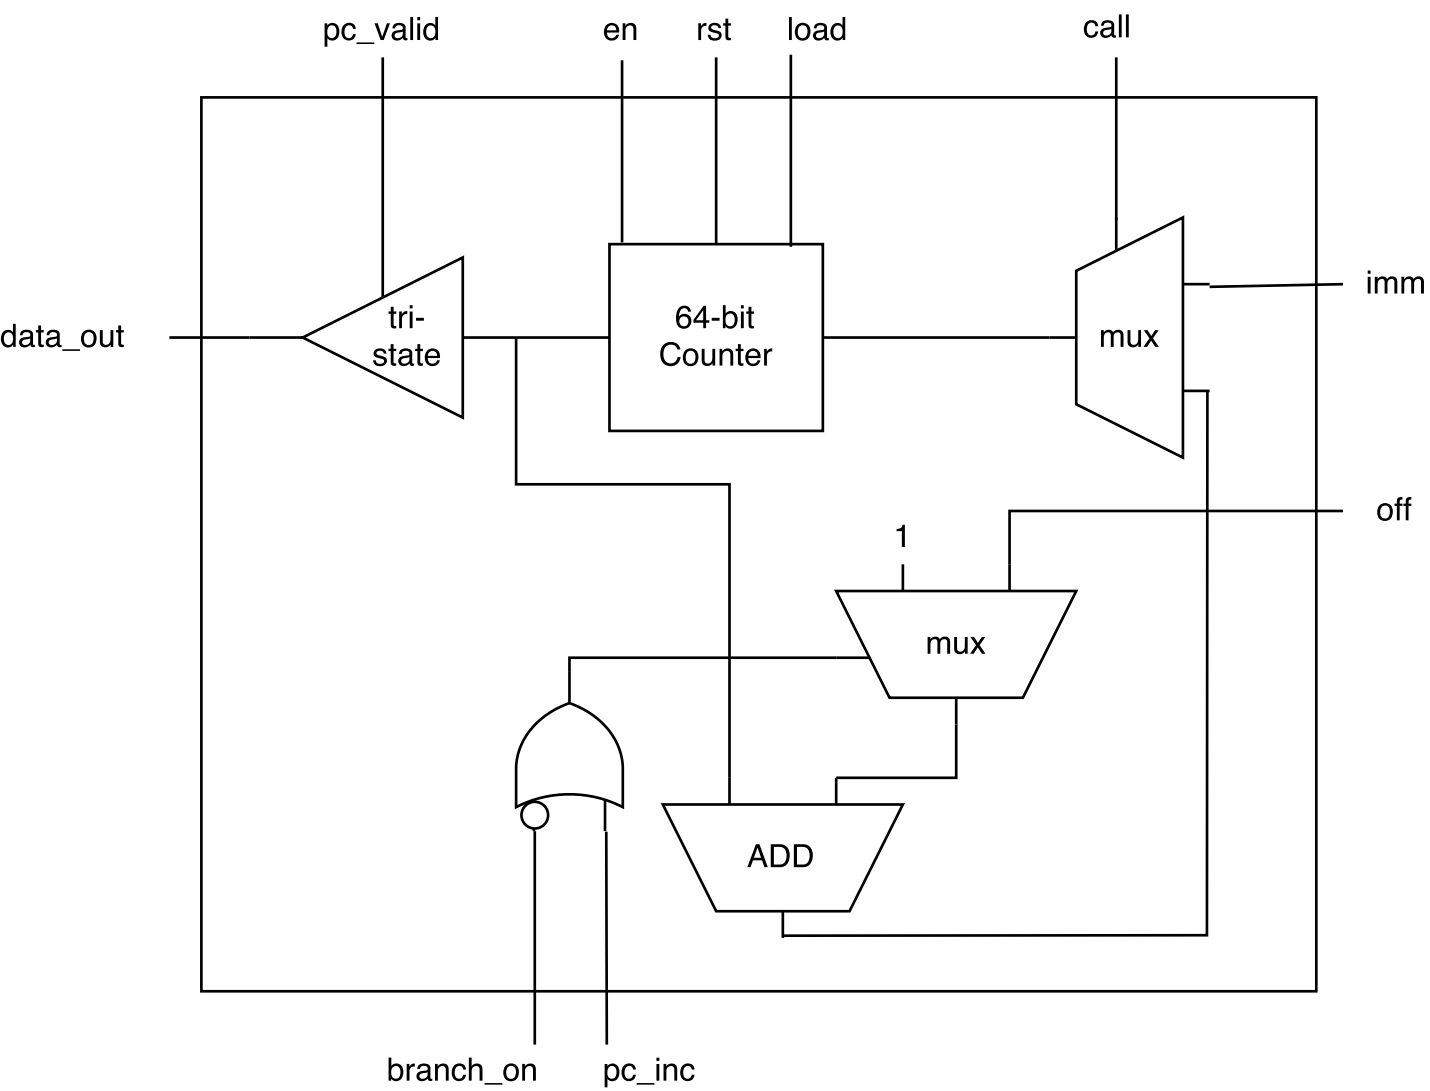 pc_valid
en
rst
load
call
imm
data_out
tri-
state
64-bit
Counter
mux
off
1
mux
ADD
branch_on
pc_inc